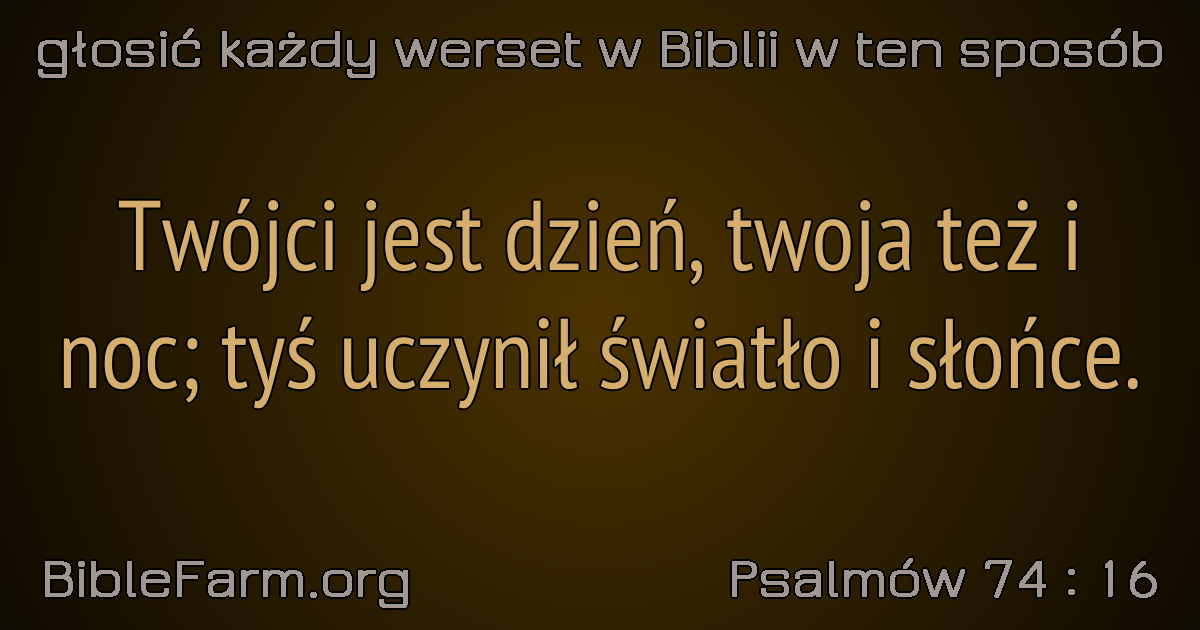 głosić każdy werset w Biblii w ten sposób
Twójci jest dzień, twoja też i
noc; tyś uczynił światło i słońce.
BibleFarm.org
Psalmów 74 : 16